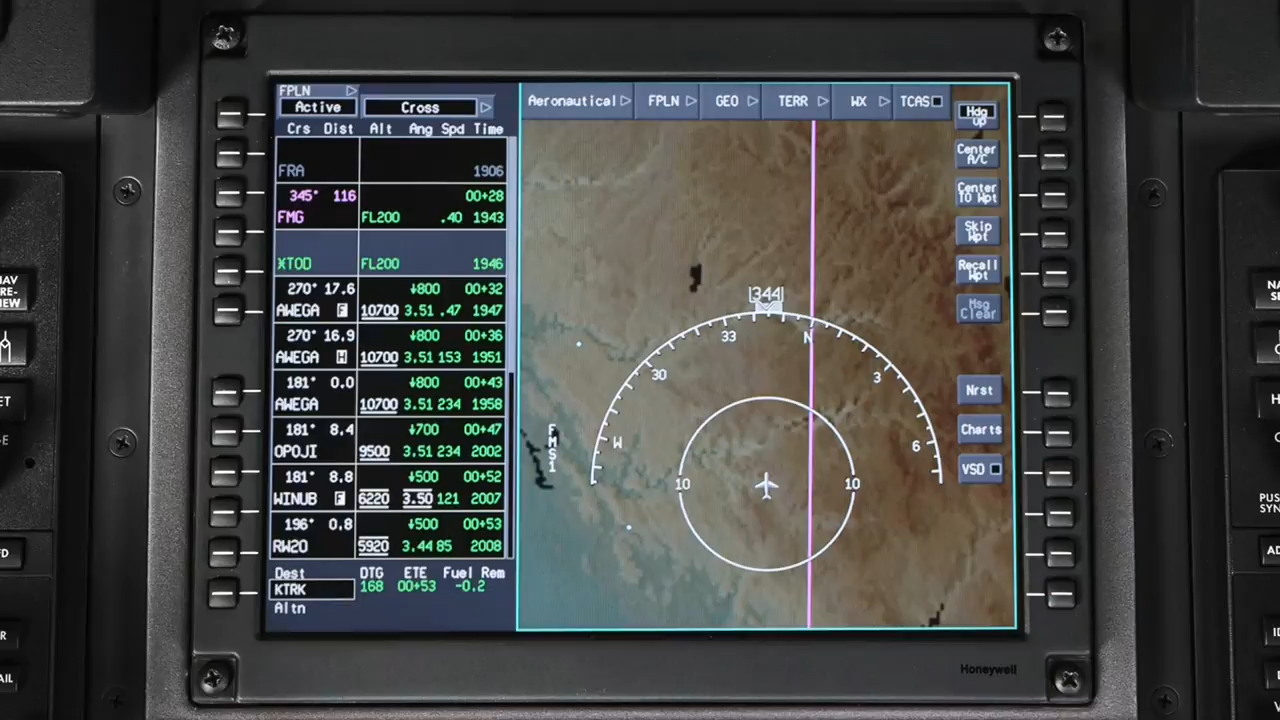 FPLN
Active Cross
Crs Dist Alt Ang Spd Time
FRA 1906
345° 116 00+28
FMG FL200 .40 1943
XTOD FL200 1946
270° 17.6 ↓800 00+32
AWEGA F 10700 3.51 .47 1947
270° 16.9 ↓800 00+36
AWEGA H 10700 3.51 153 1951
181° 0.0 ↓800 00+43
AWEGA 10700 3.51 234 1958
181° 8.4 ↓700 00+47
OPOJI 9500 3.51 234 2002
181° 8.8 ↓500 00+52
WINUB F 6220 3.50 121 2007
196° 0.8 ↓500 00+53
RW20 5920 3.44 85 2008
Dest DTG ETE Fuel Rem
KTRK 168 00+53 -0.2
Altn
Aeronautical FPLN GEO TERR WX TCAS
Hdg up
Center A/C
Center TO Wpt
Skip Wpt
Recall Wpt
Msg Clear
Nrst
Charts
VSD
344
33 N
30 3
W 6
10 10
FMS1
Honeywell
NAV
PRE-
VIEW